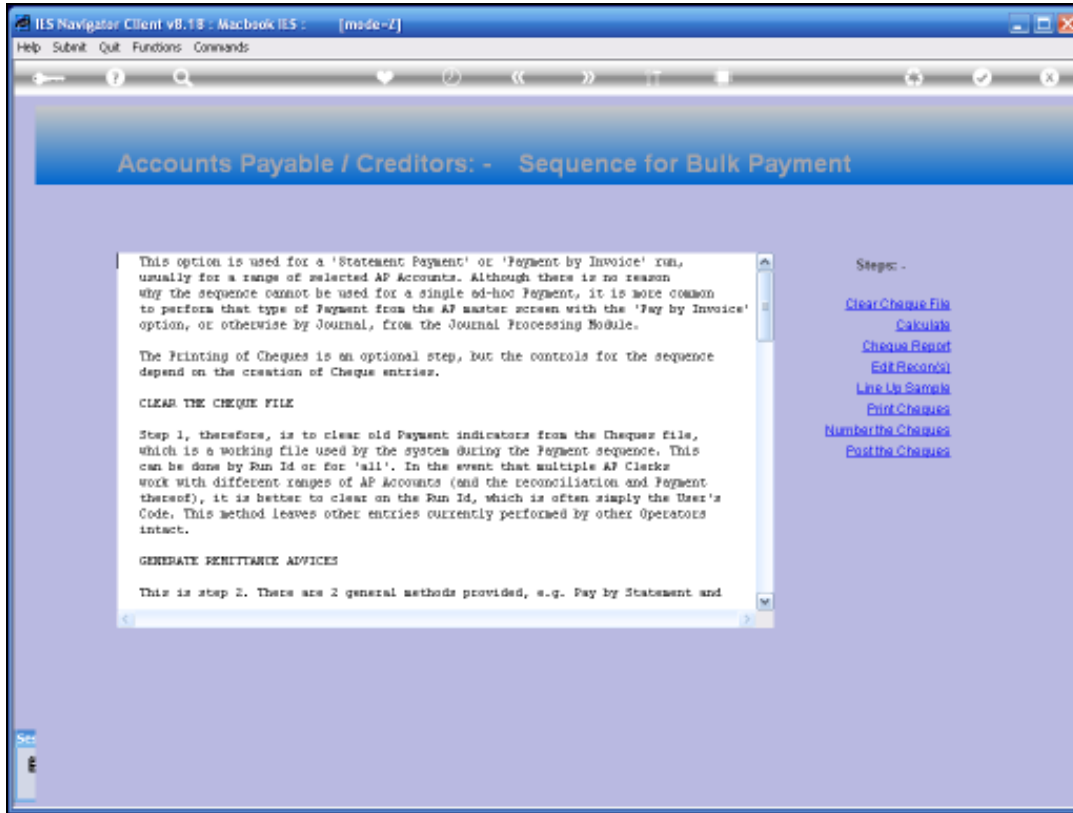 IES Navigator Client v8.18 : Macbook IES : [mode-Z]
Help Submit Quit Functions Commands
Accounts Payable / Creditors: - Sequence for Bulk Payment
This option is used for a 'Statement Payment' or 'Payment by Invoice' run,
usually for a range of selected AP Accounts. Although there is no reason
why the sequence cannot be used for a single ad-hoc Payment, it is more common
to perform that type of Payment from the AP master screen with the 'Pay by Invoice'
option, or otherwise by Journal, from the Journal Processing Module.
The Printing of Cheques is an optional step, but the controls for the sequence
depend on the creation of Cheque entries.
CLEAR THE CHEQUE FILE
Step 1, therefore, is to clear old Payment indicators from the Cheques file,
which is a working file used by the system during the Payment sequence. This
can be done by Run Id or for 'all'. In the event that multiple AP Clerks
work with different ranges of AP Accounts (and the reconciliation and Payment
thereof), it is better to clear on the Run Id, which is often simply the User's
Code. This method leaves other entries currently performed by other Operators
intact.
GENERATE REMITTANCE ADVICES
This is step 2. There are 2 general methods provided, e.g. Pay by Statement and
Steps: -
Clear Cheque File
Calculate
Cheque Report
Edit Recon(s)
Line Up Sample
Print Cheques
Number the Cheques
Post the Cheques
Ses